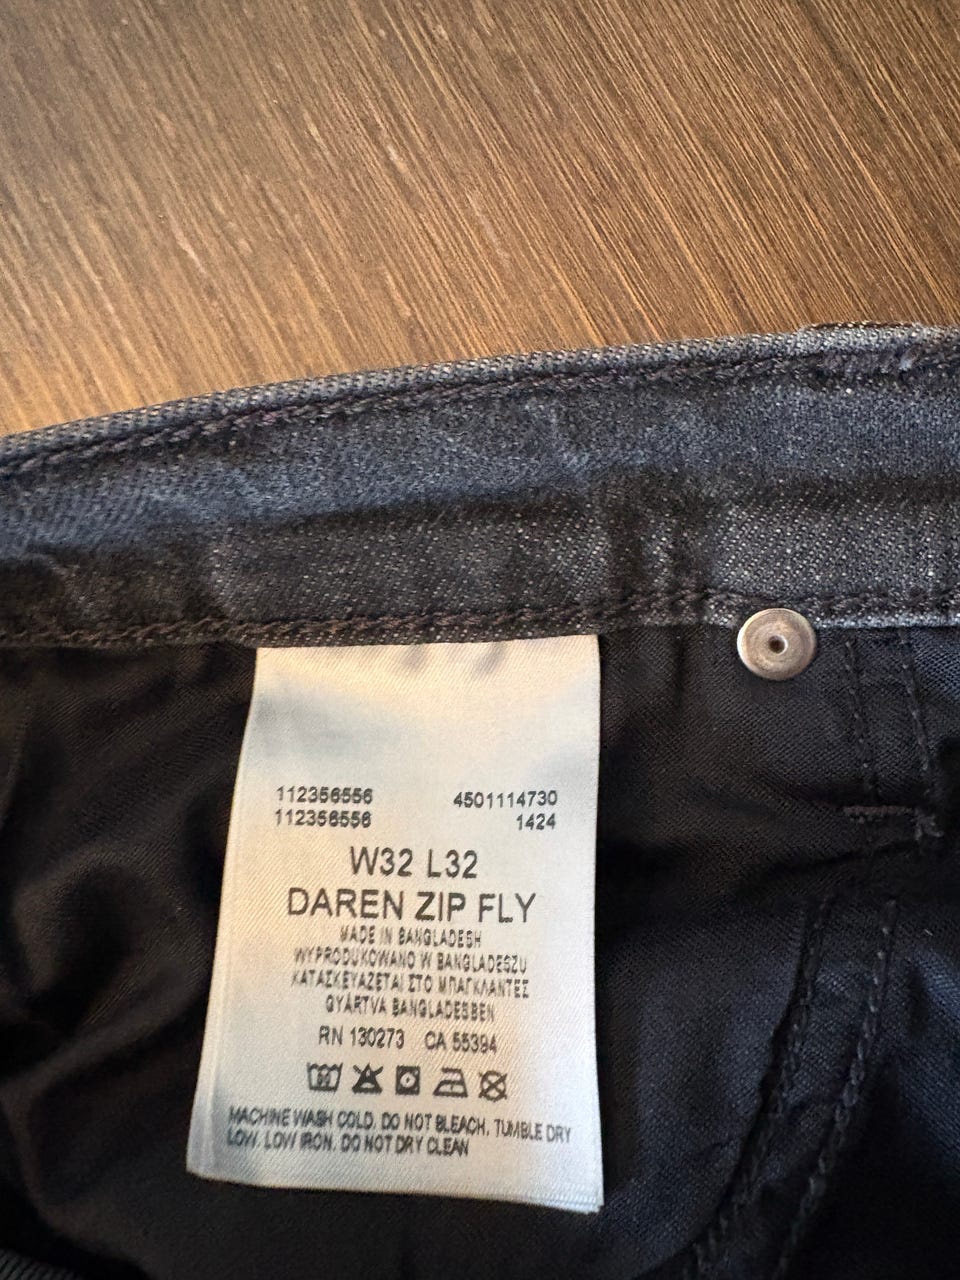 112356556 4501114730
112356556 1424
W32 L32
DAREN ZIP FLY
MADE IN BANGLADESH
WYPRODUKOWANO W BANGLADESZU
ΚΑΤΑΣΚΕΥΑΖΕΤΑΙ ΣΤΟ ΜΠΑΓΚΛΑΝΤΕΣ
GYÁRTVA BANGLADESBEN
RN 130273 CA 55394
MACHINE WASH COLD, DO NOT BLEACH, TUMBLE DRY
LOW, LOW IRON, DO NOT DRY CLEAN